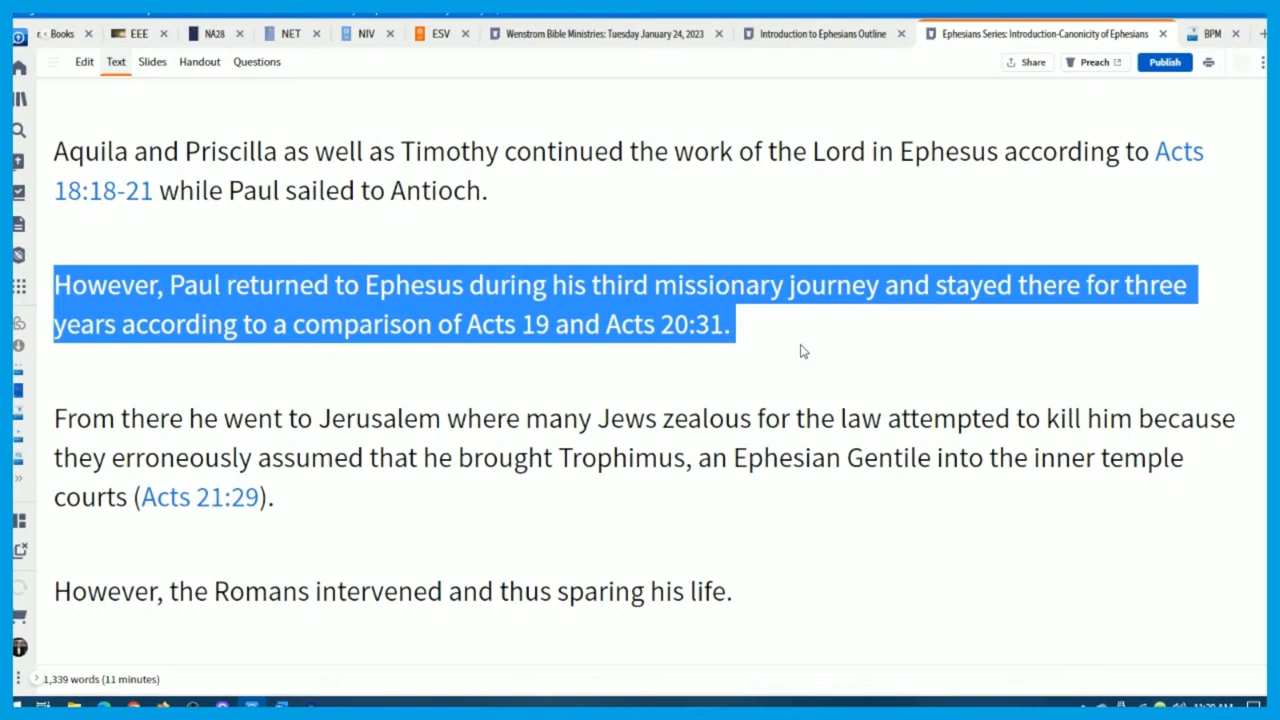 r. Books
EEE
NA28
NET
NIV
ESV
Wenstrom Bible Ministries: Tuesday January 24, 2023
Introduction to Ephesians Outline
Ephesians Series: Introduction-Canonicity of Ephesians
BPM
Edit Text Slides Handout Questions
Share
Preach
Publish
Aquila and Priscilla as well as Timothy continued the work of the Lord in Ephesus according to Acts
18:18-21 while Paul sailed to Antioch.
However, Paul returned to Ephesus during his third missionary journey and stayed there for three
years according to a comparison of Acts 19 and Acts 20:31.
From there he went to Jerusalem where many Jews zealous for the law attempted to kill him because
they erroneously assumed that he brought Trophimus, an Ephesian Gentile into the inner temple
courts (Acts 21:29).
However, the Romans intervened and thus sparing his life.
1,339 words (11 minutes)